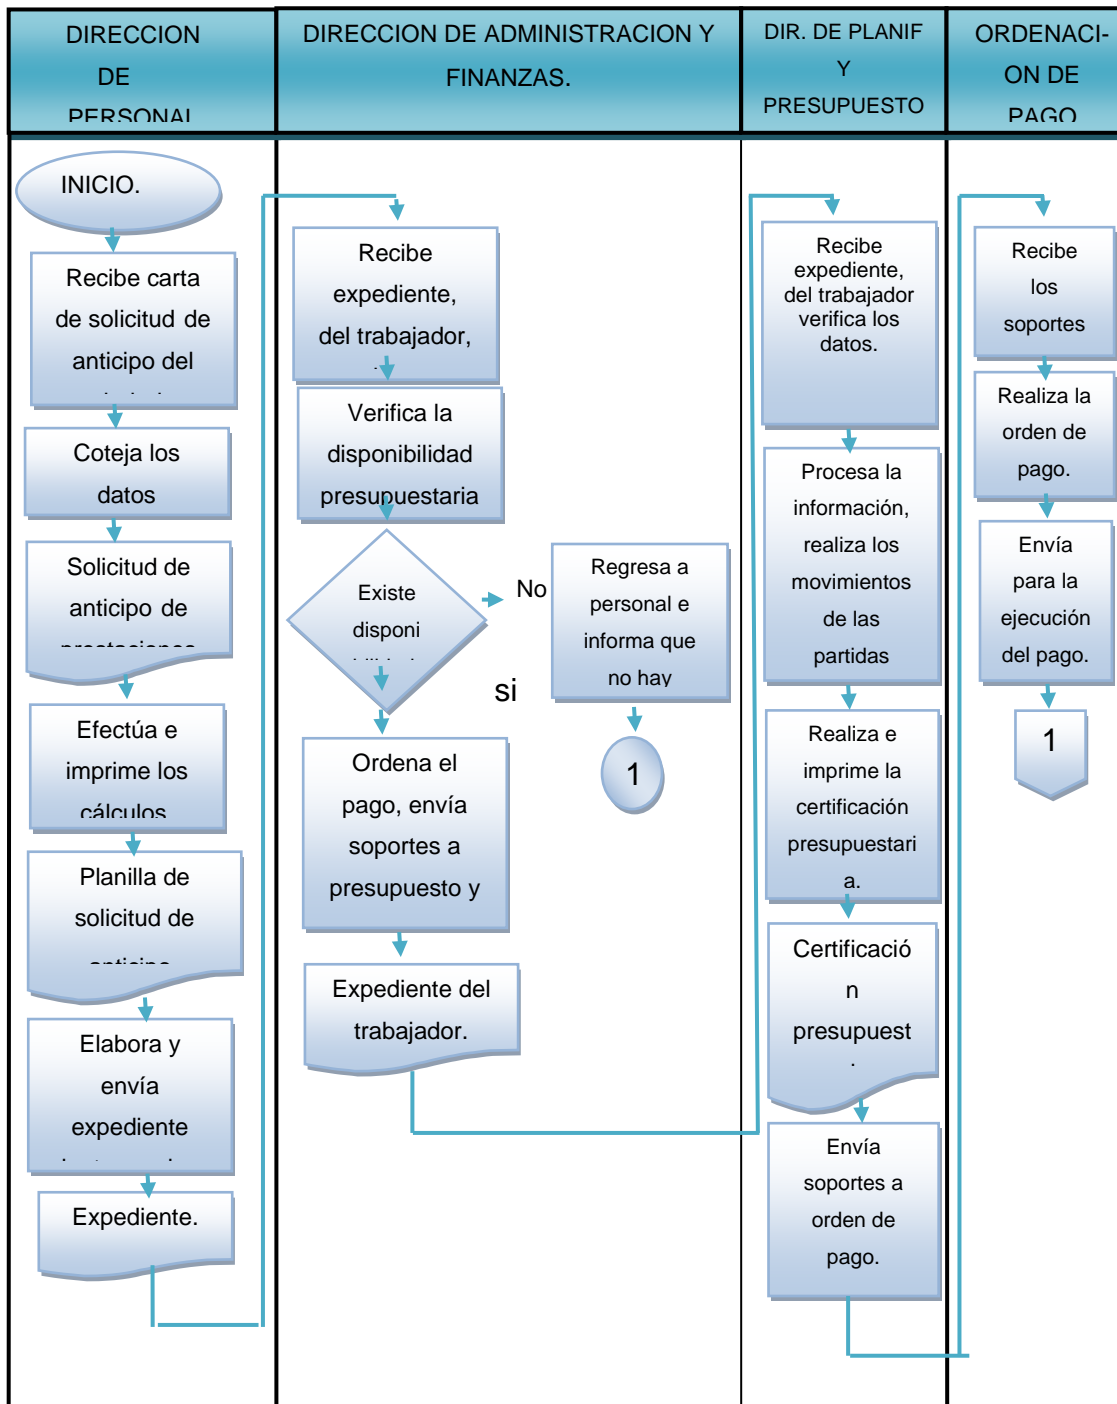 DIRECCION
DE
PERSONAL
DIRECCION DE ADMINISTRACION Y
FINANZAS.
DIR. DE PLANIF
Y
PRESUPUESTO
ORDENACI-
ON DE
PAGO
INICIO.
Recibe carta
de solicitud de
anticipo del
Coteja los
datos
Solicitud de
anticipo de
prestaciones
Efectúa e
imprime los
cálculos
Planilla de
solicitud de
anticipo
Elabora y
envía
expediente
Expediente.
Recibe
expediente,
del trabajador,
Verifica la
disponibilidad
presupuestaria
Existe
disponi
No
si
Regresa a
personal e
informa que
no hay
1
Ordena el
pago, envía
soportes a
presupuesto y
Expediente del
trabajador.
Recibe
expediente,
del trabajador
verifica los
datos.
Procesa la
información,
realiza los
movimientos
de las
partidas
Realiza e
imprime la
certificación
presupuestari
a.
Certificació
n
presupuest
Envía
soportes a
orden de
pago.
Recibe
los
soportes
Realiza la
orden de
pago.
Envía
para la
ejecución
del pago.
1